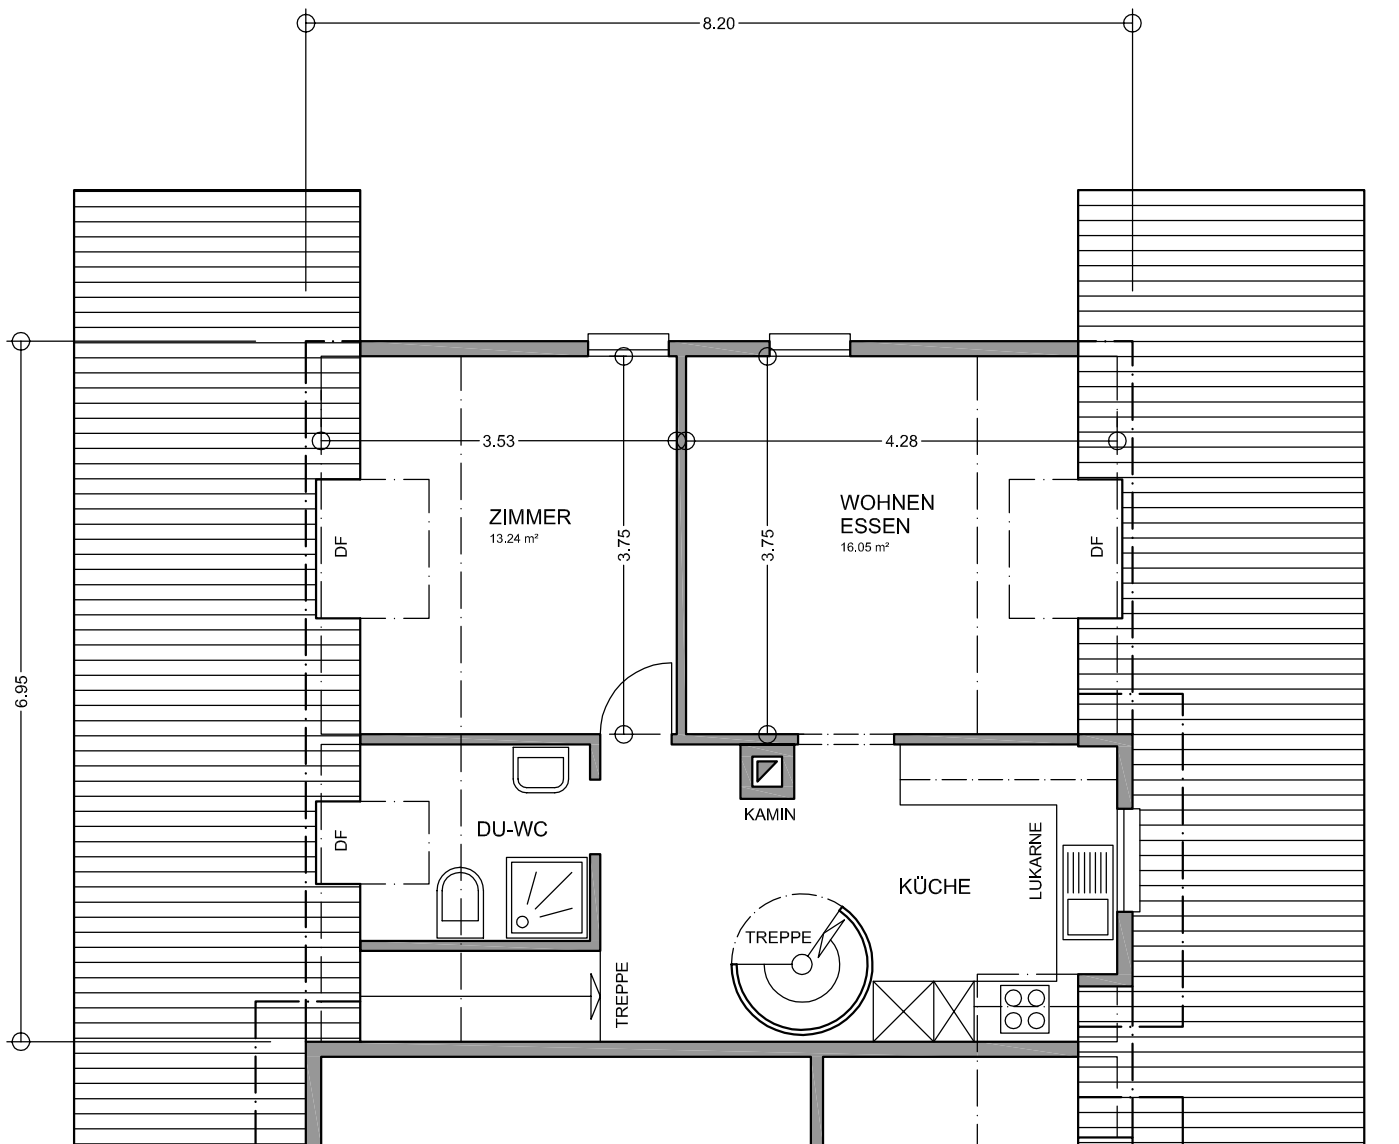 8.20
3.53
4.28
WOHNEN
ESSEN
16.05 m²
ZIMMER
13.24 m²
DF
3.75
3.75
DF
6.95
KAMIN
DU-WC
DF
LUKARNE
KÜCHE
TREPPE
TREPPE